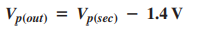 Vp(out) = Vp(sec) − 1.4 V